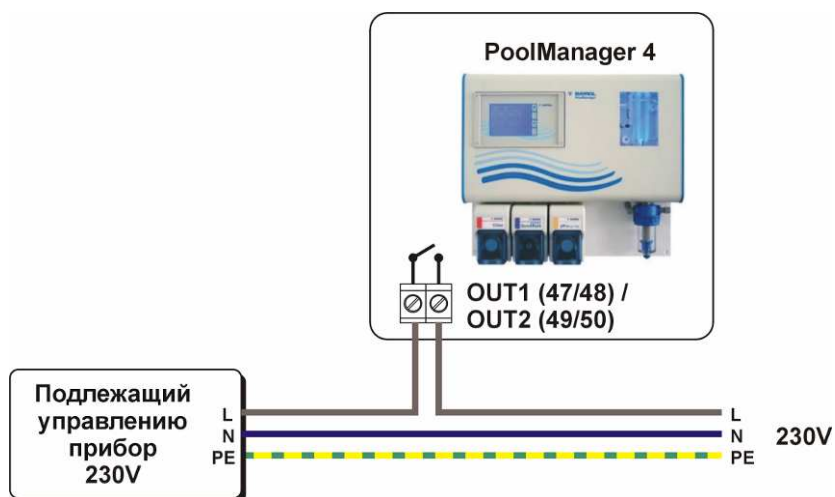 PoolManager 4
OUT1 (47/48) /
OUT2 (49/50)
Подлежащий
управлению
прибор
230V
L
N
PE
L
N
PE
230V